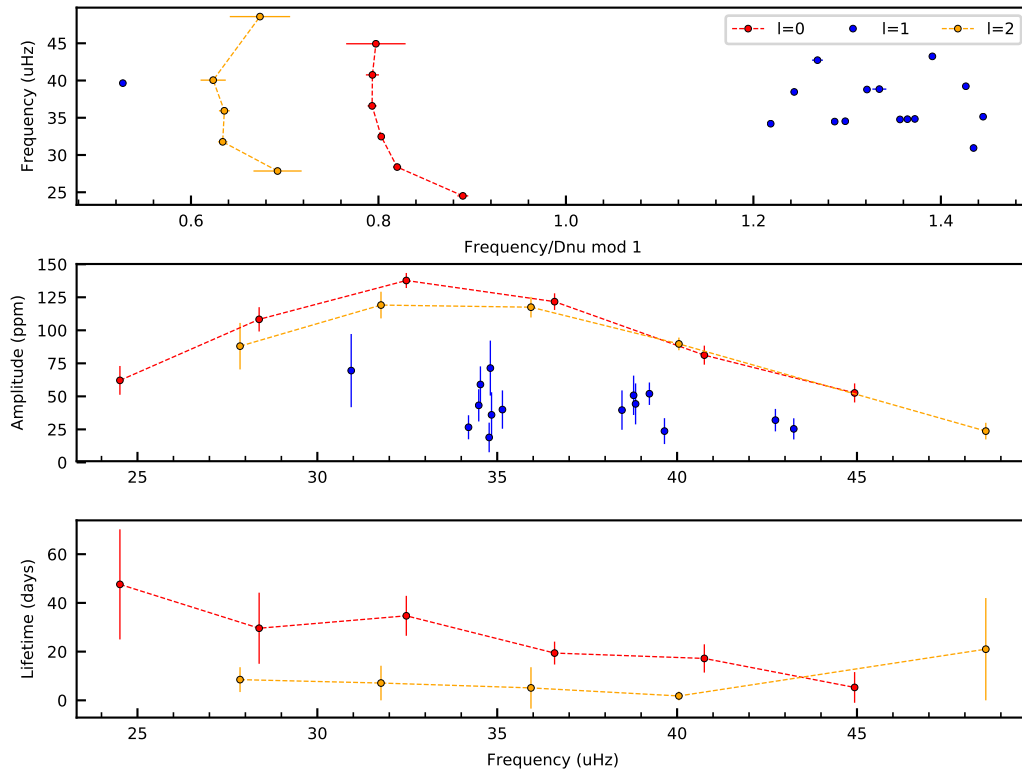 l=0 l=1 l=2
Frequency (uHz)
45
40
35
30
25
0.6 0.8 1.0 1.2 1.4
Frequency/Dnu mod 1
Amplitude (ppm)
150
125
100
75
50
25
0
25 30 35 40 45
Lifetime (days)
60
40
20
0
25 30 35 40 45
Frequency (uHz)